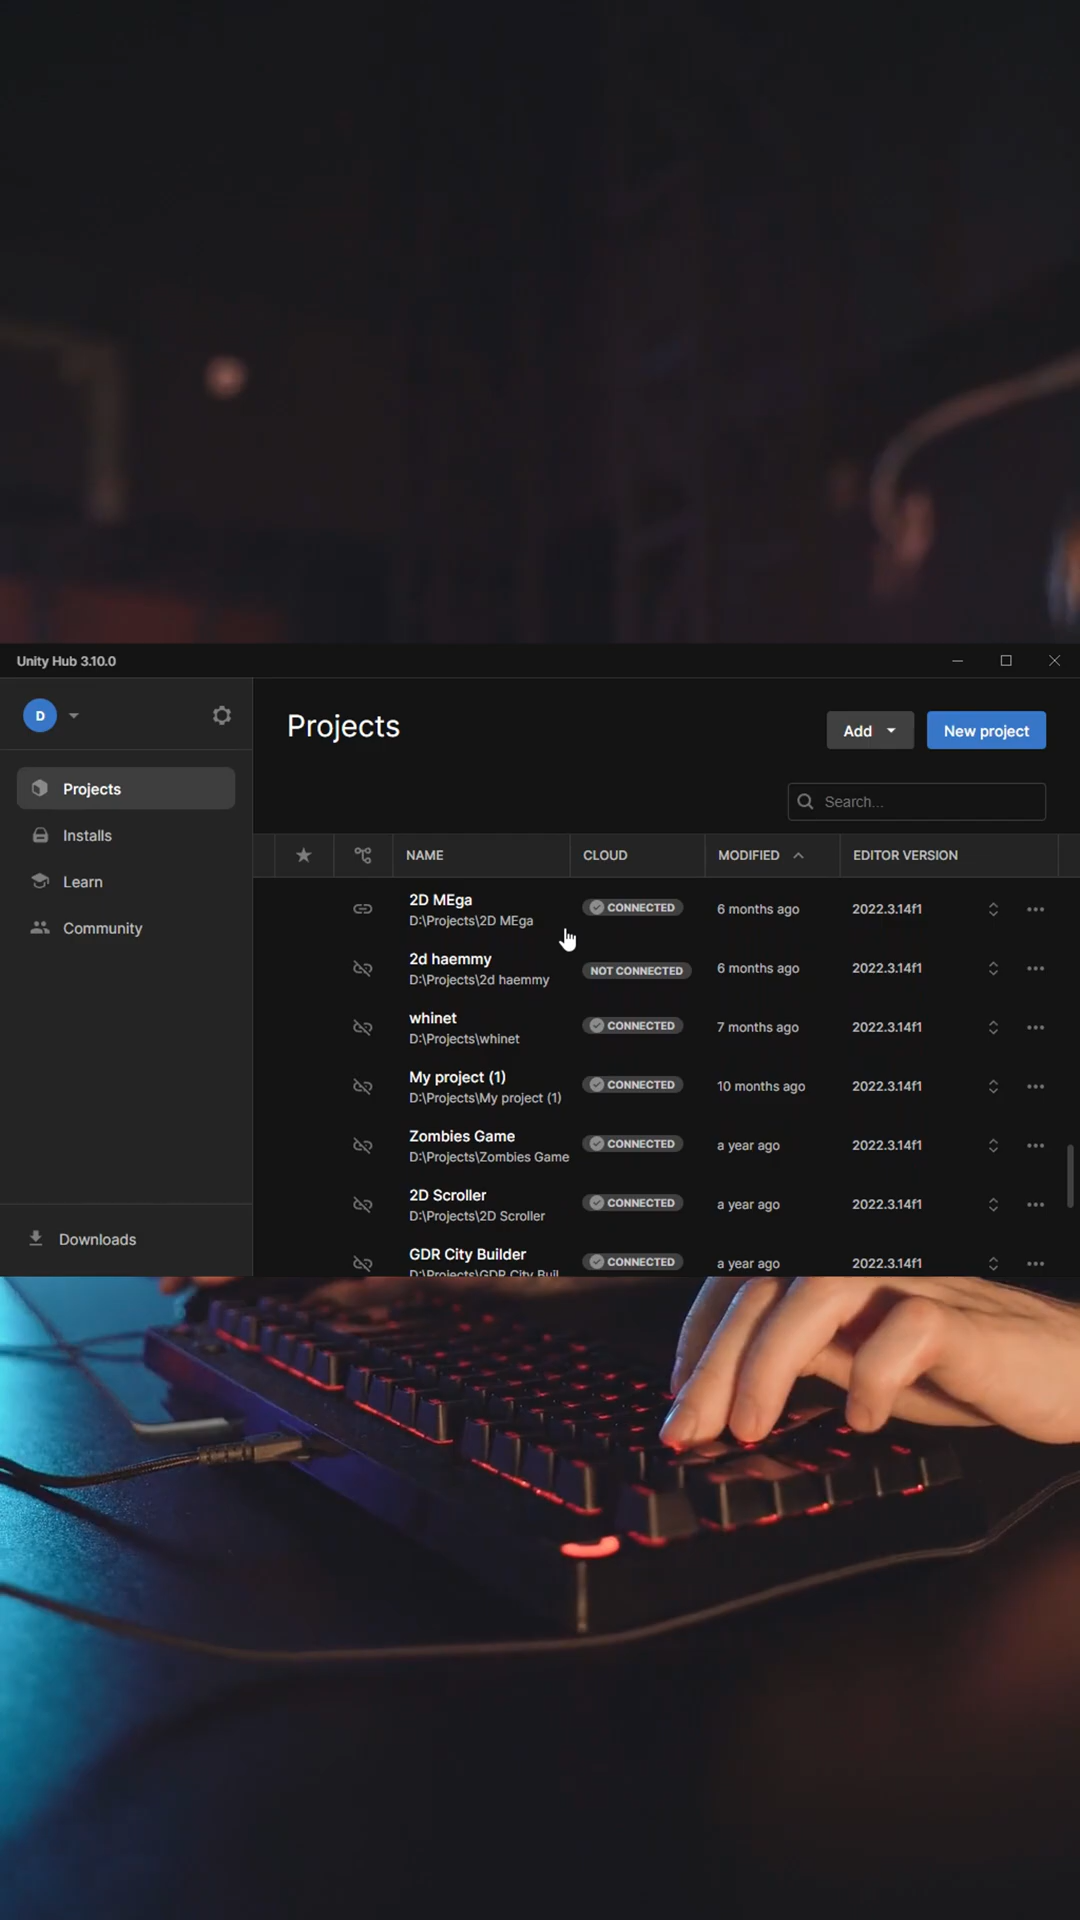 Unity Hub 3.10.0
D
Projects
Add
New project
Projects
Installs
Learn
Community
Downloads
Search...
NAME CLOUD MODIFIED EDITOR VERSION
2D MEga CONNECTED 6 months ago 2022.3.14f1
D:\Projects\2D MEga
2d haemmy NOT CONNECTED 6 months ago 2022.3.14f1
D:\Projects\2d haemmy
whinet CONNECTED 7 months ago 2022.3.14f1
D:\Projects\whinet
My project (1) CONNECTED 10 months ago 2022.3.14f1
D:\Projects\My project (1)
Zombies Game CONNECTED a year ago 2022.3.14f1
D:\Projects\Zombies Game
2D Scroller CONNECTED a year ago 2022.3.14f1
D:\Projects\2D Scroller
GDR City Builder CONNECTED a year ago 2022.3.14f1
D:\Projects\GDR City Buil